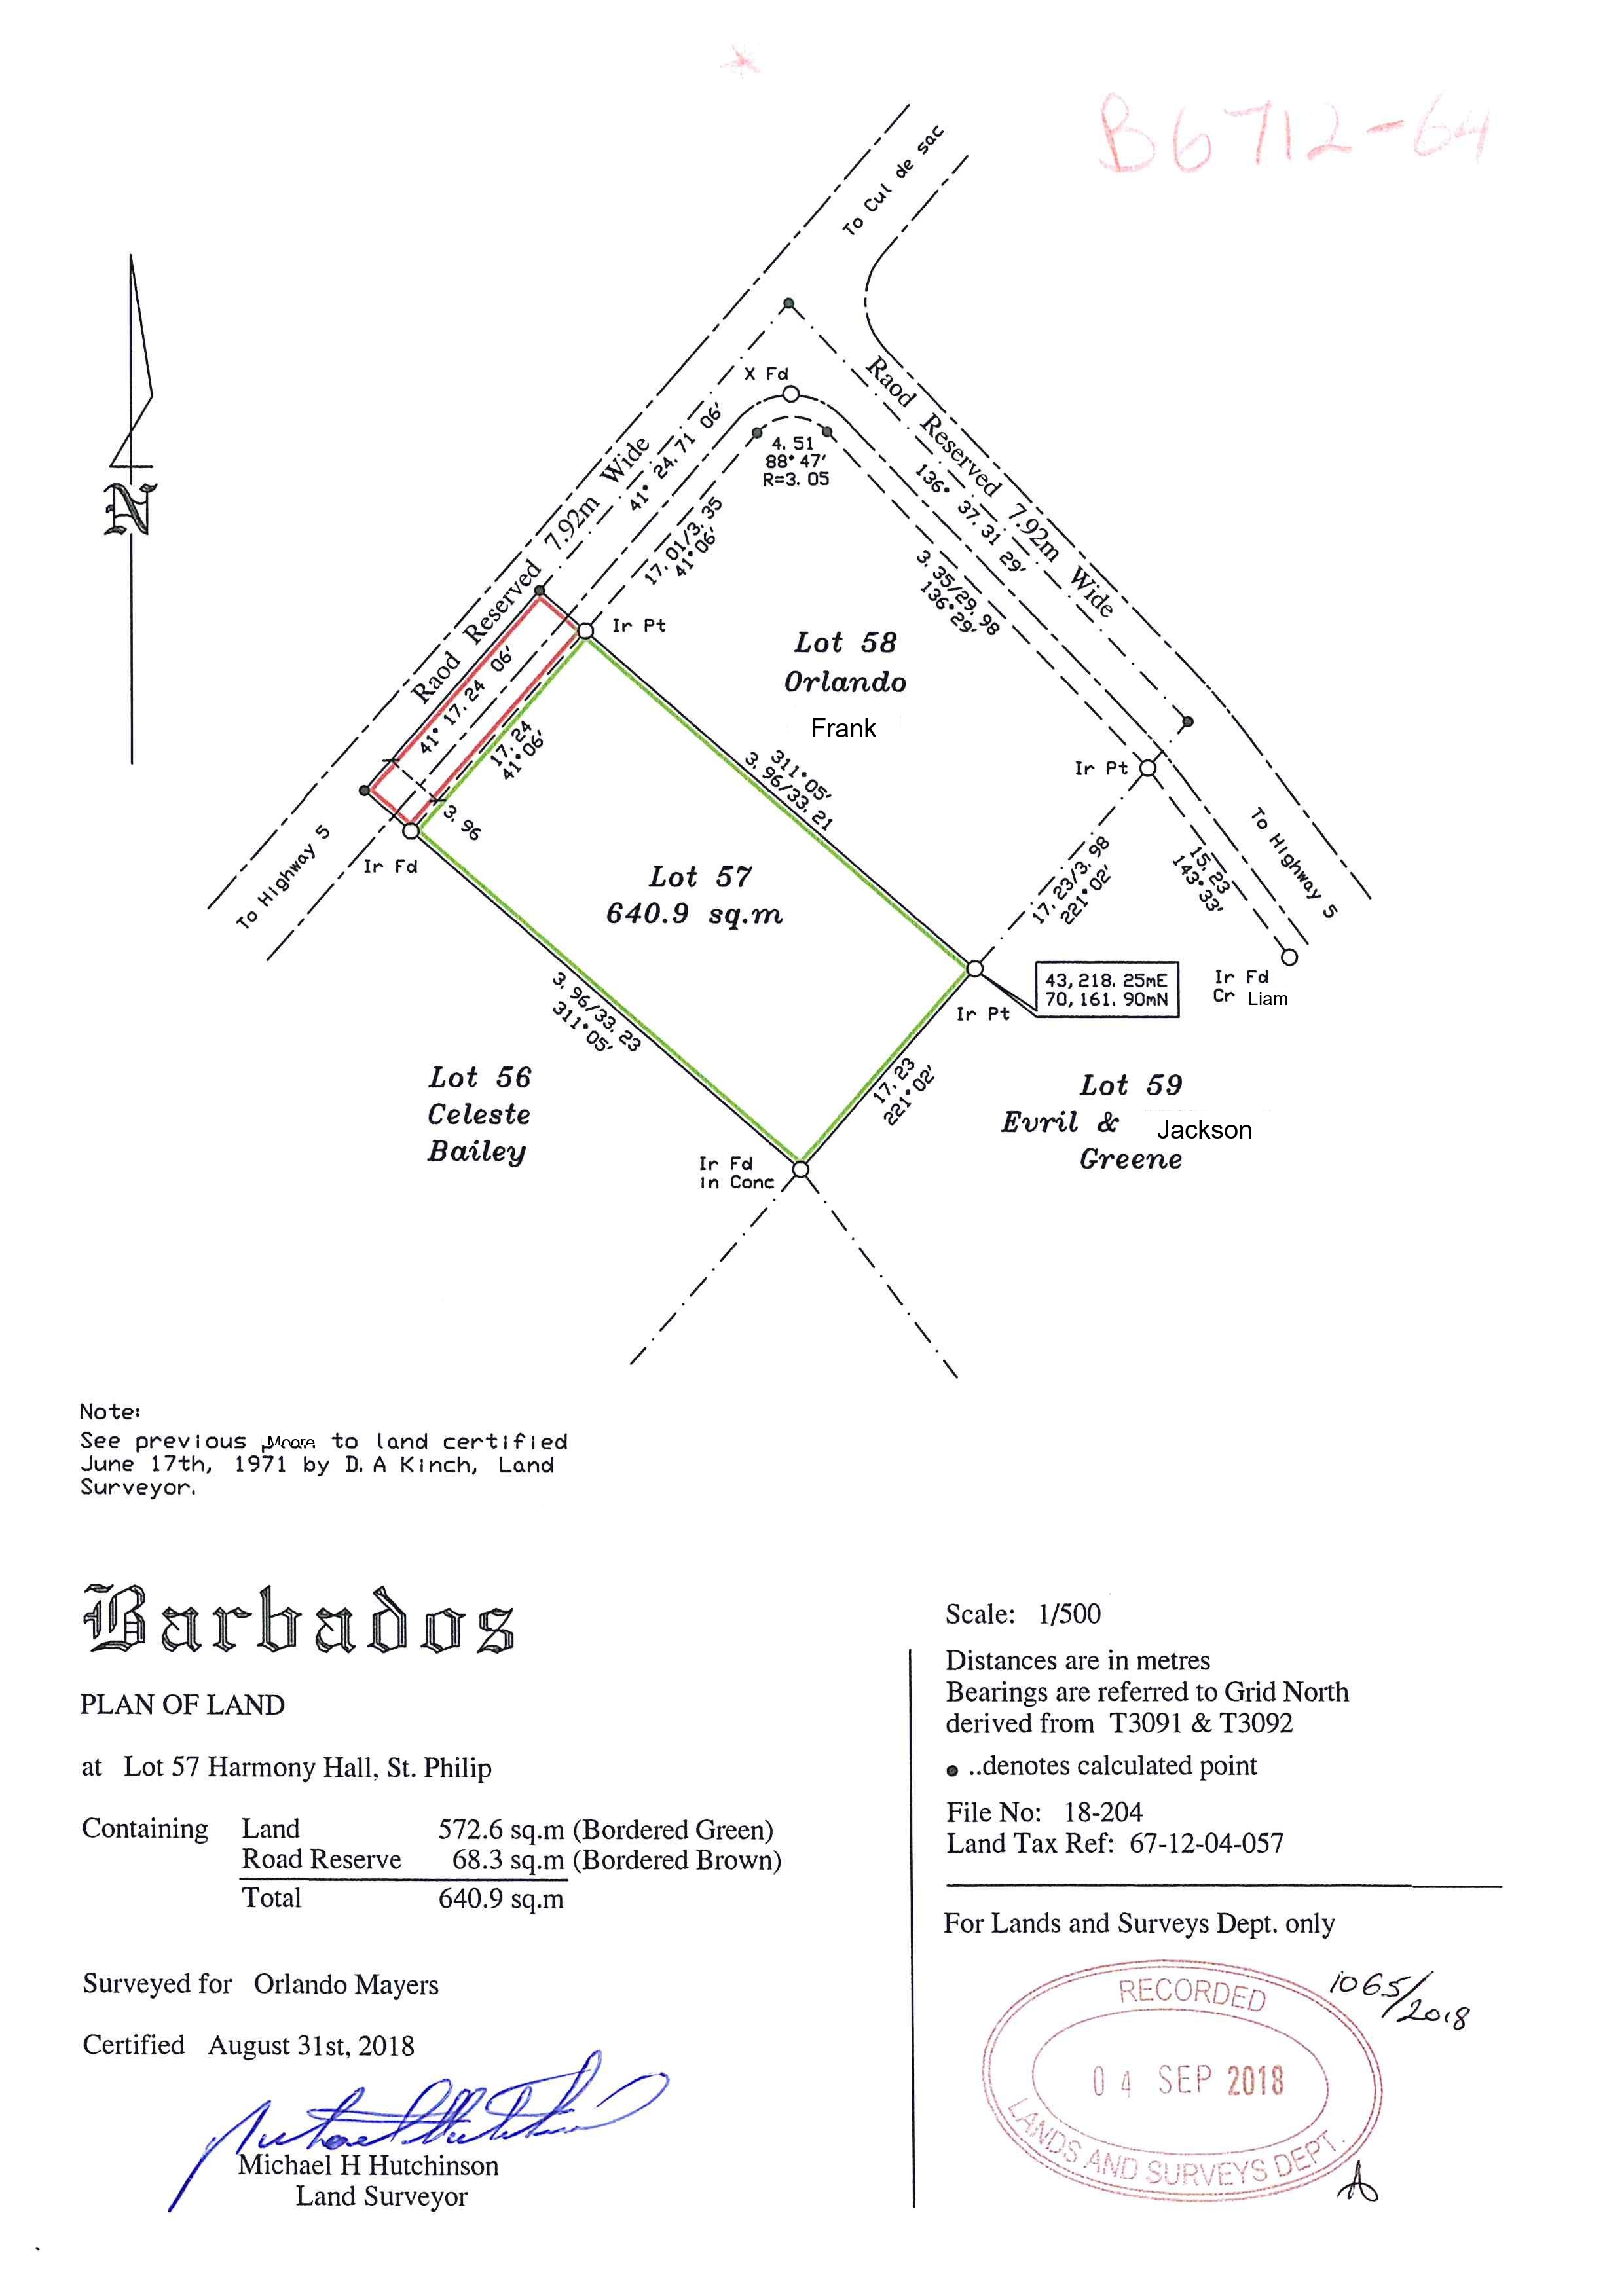 B6712-64
To Cul de sac
X Fd
Raod Reserved 7.92m Wide
41° 24.71 06'
4.51
88°47'
R=3.05
Raod Reserved 7.92m Wide
136° 37.31 29'
17.01/3.35
41°06'
3.35/29.98
136°29'
Ir Pt
Lot 58
Orlando
Frank
41° 17.24 06'
17.24
41°06'
311°05'
3.96/33.21
Ir Pt
3.96
Ir Fd
To Highway 5
To Highway 5
Lot 57
640.9 sq.m
17.23/3.98
221°02'
15.23
143°33'
N
43,218.25mE
70,161.90mN
Ir Fd
Cr Liam
Ir Pt
3.96/33.23
311°05'
17.23
221°02'
Lot 56
Celeste
Bailey
Lot 59
Evril & Jackson
Greene
Ir Fd
in Conc
Note:
See previous Moore to land certified
June 17th, 1971 by D.A Kinch, Land
Surveyor.
Barbados
PLAN OF LAND
at Lot 57 Harmony Hall, St. Philip
Containing Land 572.6 sq.m (Bordered Green)
Road Reserve 68.3 sq.m (Bordered Brown)
Total 640.9 sq.m
Surveyed for Orlando Mayers
Certified August 31st, 2018
Michael H Hutchinson
Land Surveyor
Scale: 1/500
Distances are in metres
Bearings are referred to Grid North
derived from T3091 & T3092
● ..denotes calculated point
File No: 18-204
Land Tax Ref: 67-12-04-057
For Lands and Surveys Dept. only
1065/2018
RECORDED
04 SEP 2018
LANDS AND SURVEYS DEPT.